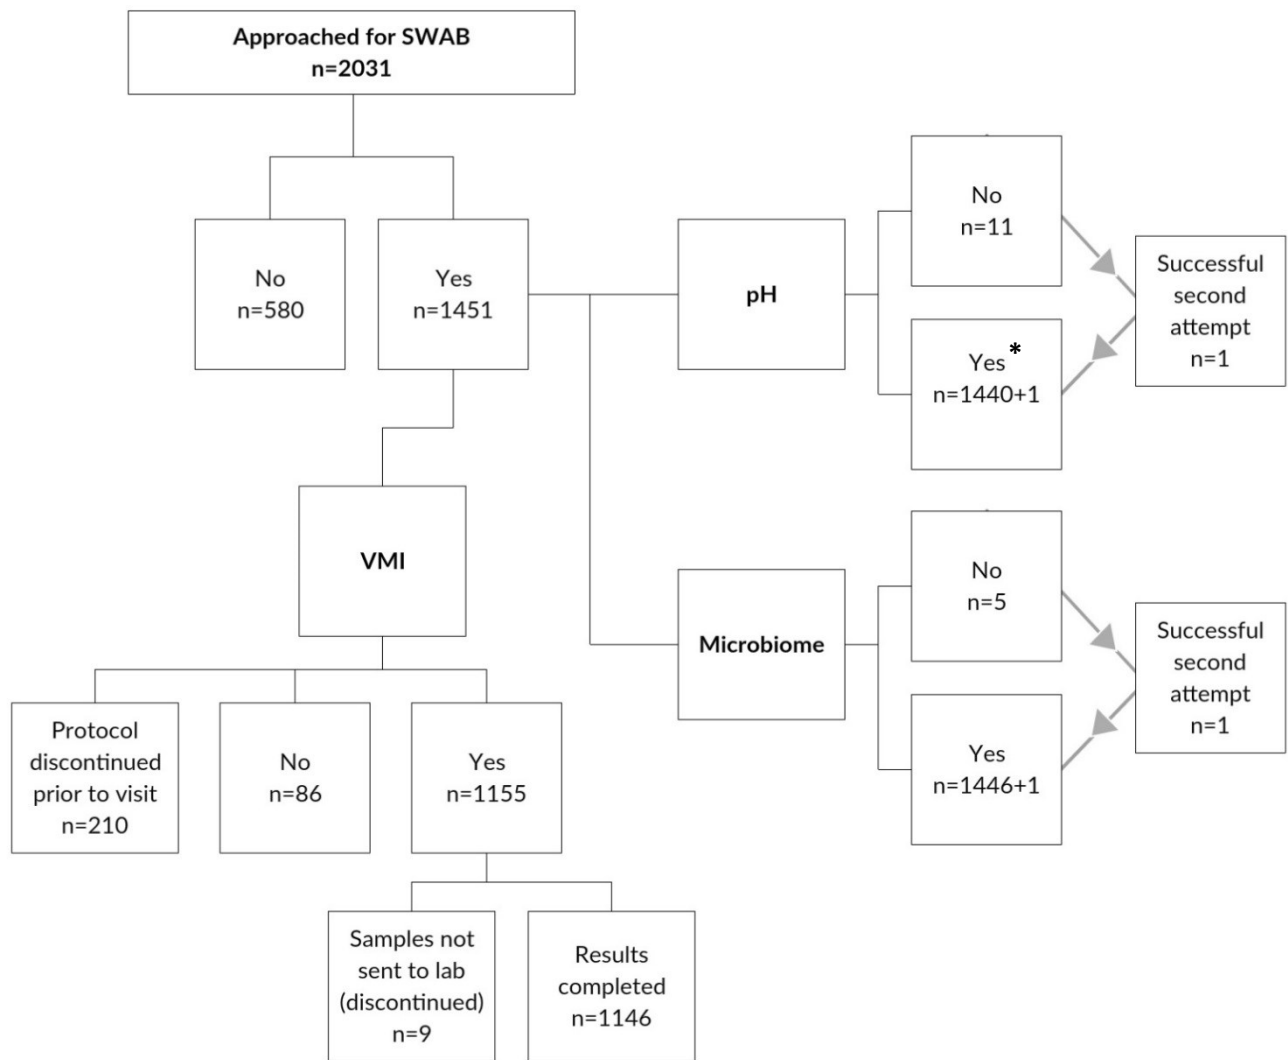 Approached for SWAB
n=2031
No
n=580
Yes
n=1451
pH
No
n=11
Yes*
n=1440+1
Successful
second
attempt
n=1
VMI
Microbiome
No
n=5
Yes
n=1446+1
Successful
second
attempt
n=1
Protocol
discontinued
prior to visit
n=210
No
n=86
Yes
n=1155
Samples not
sent to lab
(discontinued)
n=9
Results
completed
n=1146